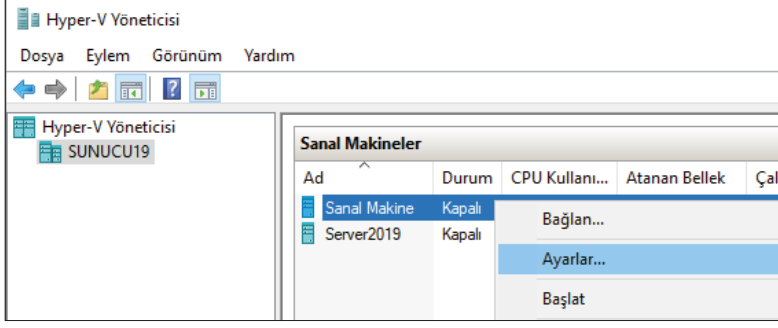 Hyper-V Yöneticisi
Dosya Eylem Görünüm Yardım
Hyper-V Yöneticisi
SUNUCU19
Sanal Makineler
Ad Durum CPU Kullanı... Atanan Bellek Çal
Sanal Makine Kapalı
Server2019 Kapalı
Bağlan...
Ayarlar...
Başlat